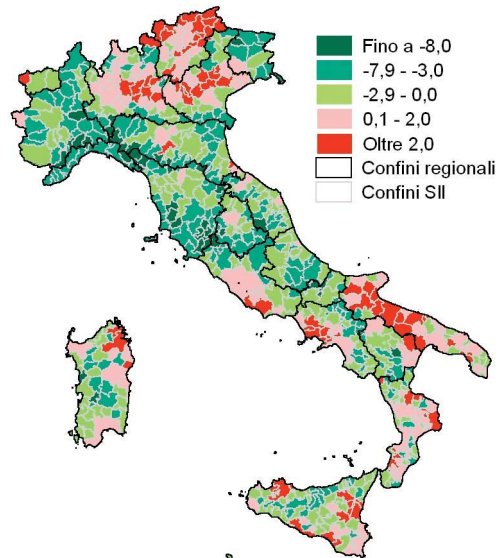 Fino a -8,0
-7,9 - -3,0
-2,9 - 0,0
0,1 - 2,0
Oltre 2,0
Confini regionali
Confini SII